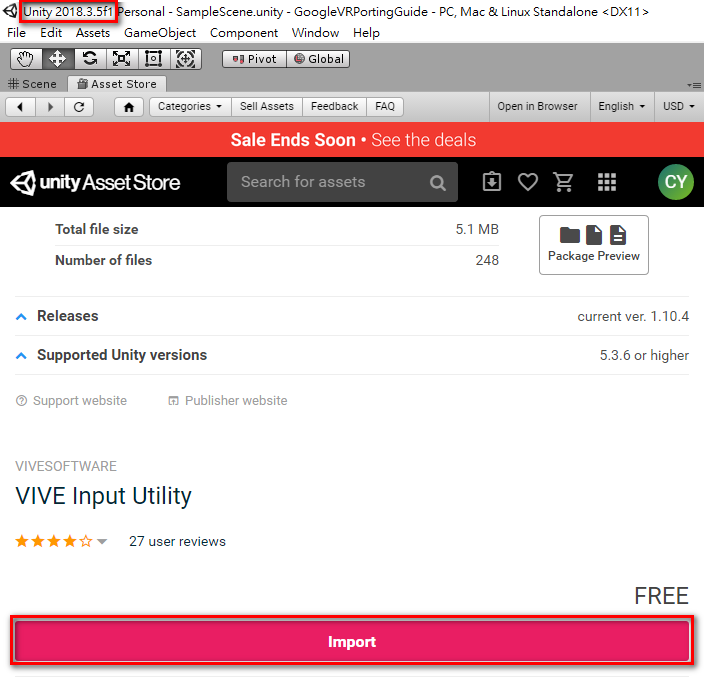 Unity 2018.3.5f1 Personal - SampleScene.unity - GoogleVRPortingGuide - PC, Mac & Linux Standalone <DX11>
File Edit Assets GameObject Component Window Help
Pivot Global
Scene Asset Store
Categories Sell Assets Feedback FAQ Open in Browser English USD
Sale Ends Soon • See the deals
unity Asset Store Search for assets CY
Total file size 5.1 MB
Number of files 248
Package Preview
Releases current ver. 1.10.4
Supported Unity versions 5.3.6 or higher
Support website Publisher website
VIVESOFTWARE
VIVE Input Utility
27 user reviews
FREE
Import